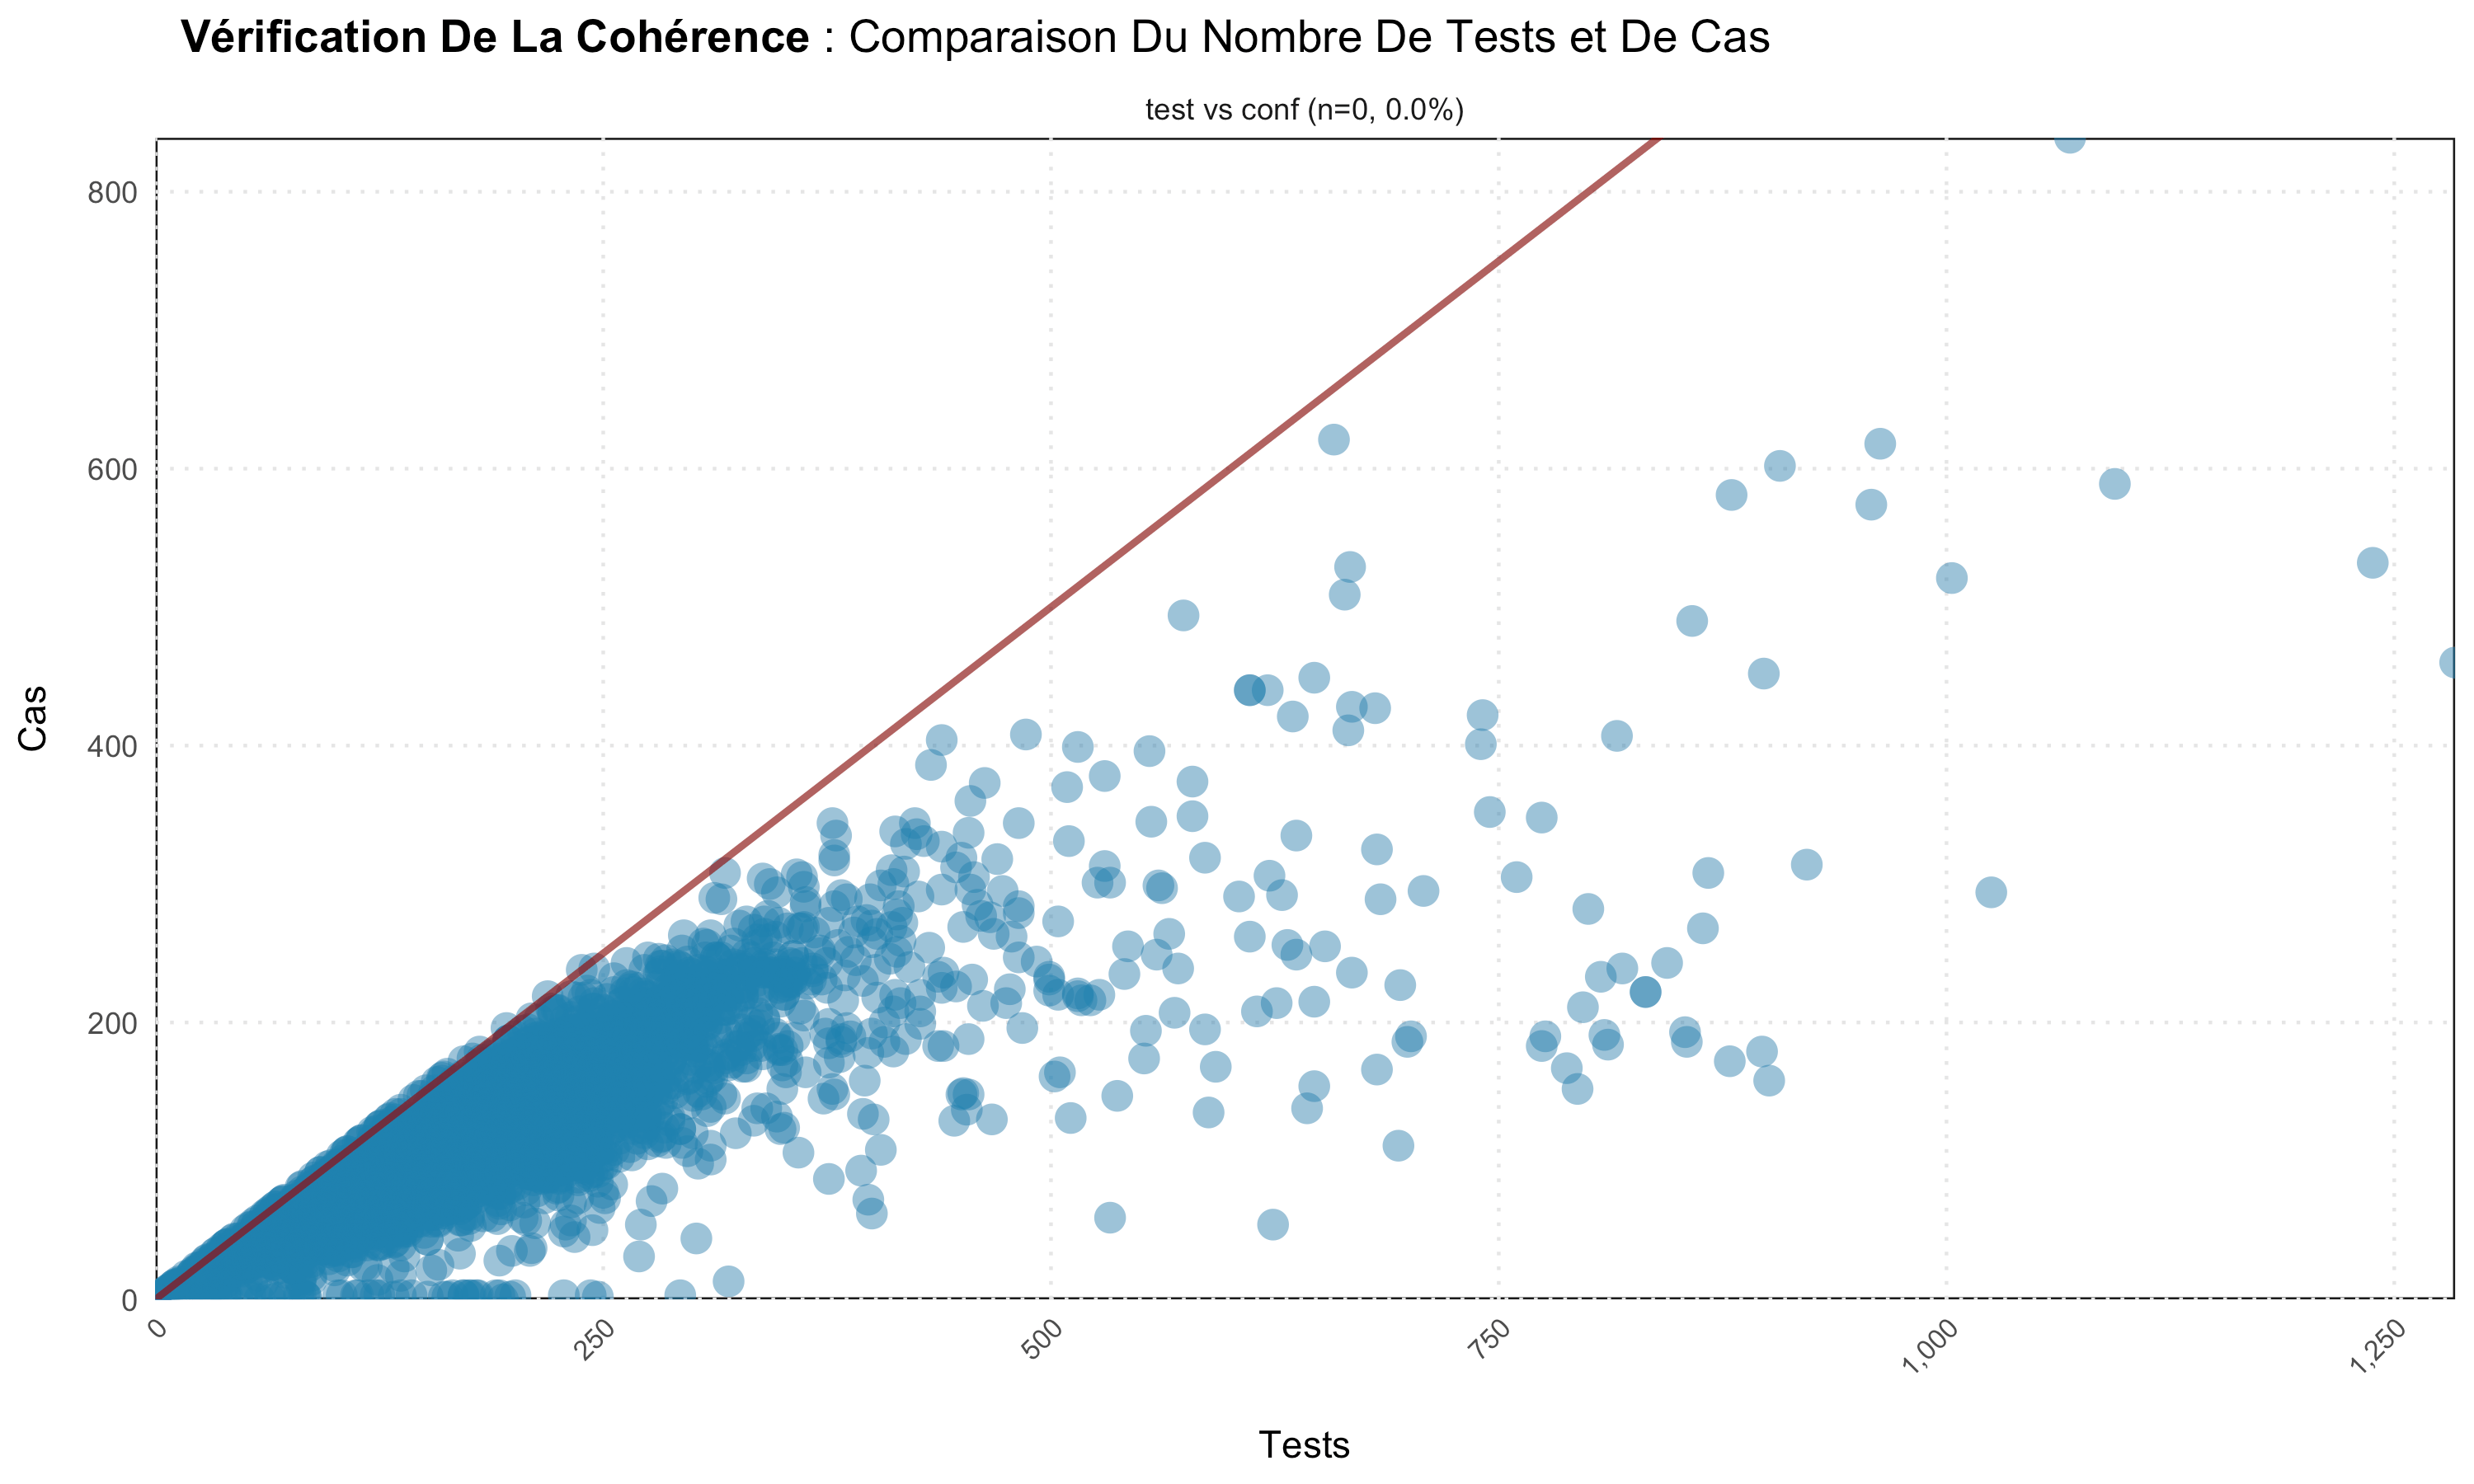 Vérification De La Cohérence : Comparaison Du Nombre De Tests et De Cas
test vs conf (n=0, 0.0%)
800
600
400
200
0
Cas
0
250
500
750
1,000
1,250
Tests